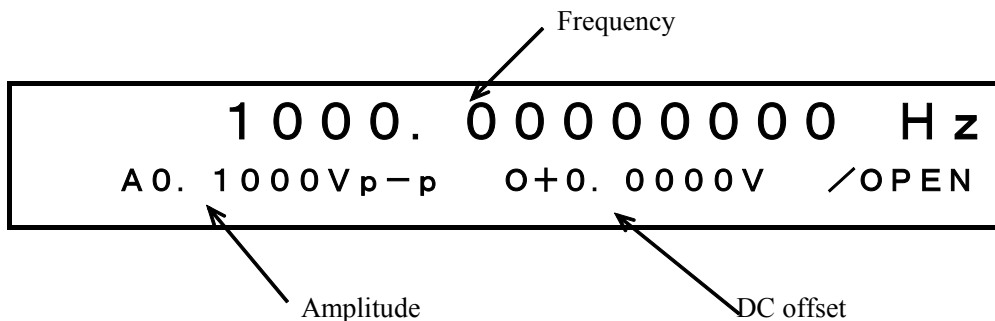 Frequency
1000. 00000000 Hz
A0. 1000Vp-p O+0. 0000V /OPEN
Amplitude DC offset